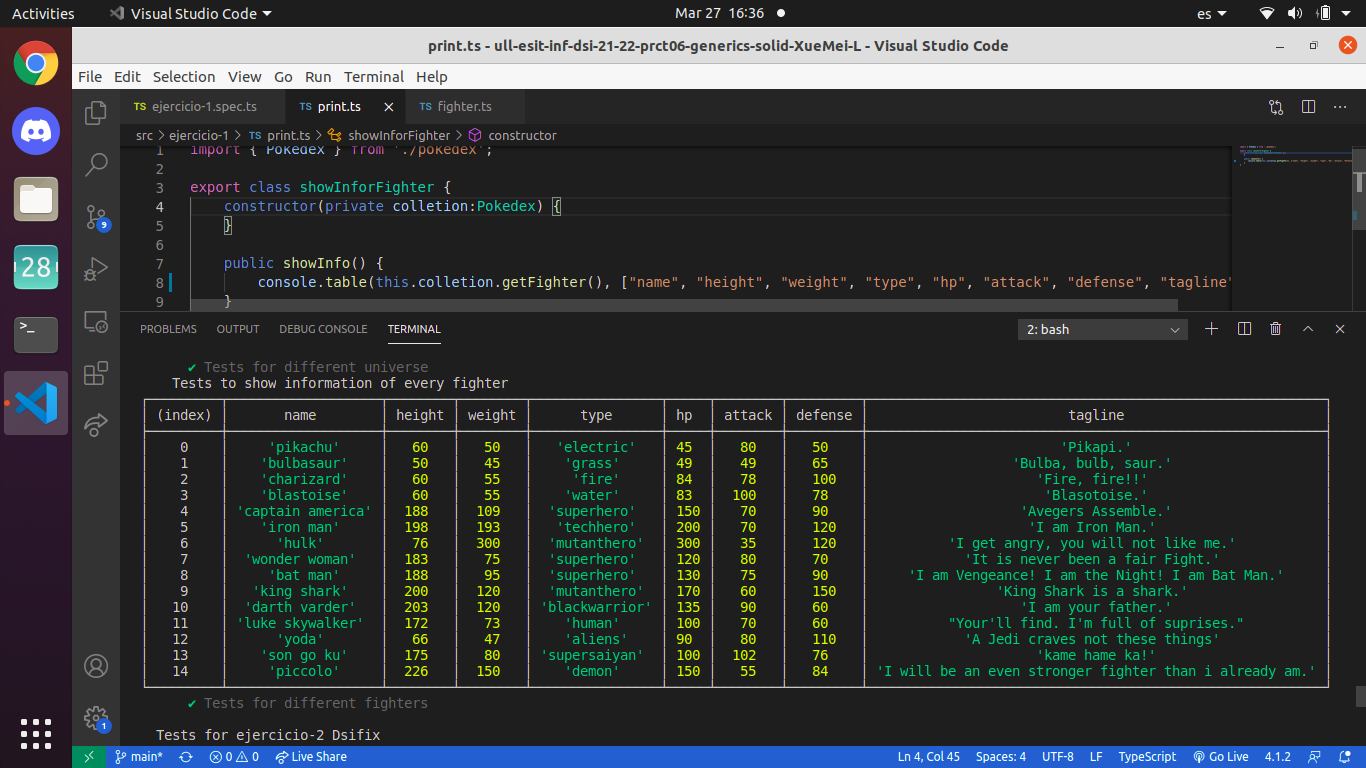 Activities Visual Studio Code Mar 27 16:36 es
print.ts - ull-esit-inf-dsi-21-22-prct06-generics-solid-XueMei-L - Visual Studio Code
File Edit Selection View Go Run Terminal Help
TS ejercicio-1.spec.ts TS print.ts TS fighter.ts
src > ejercicio-1 > TS print.ts > showInforFighter > constructor
1 import { Pokedex } from './pokedex';
2
3 export class showInforFighter {
4 constructor(private colletion:Pokedex) {
5 }
6
7 public showInfo() {
8 console.table(this.colletion.getFighter(), ["name", "height", "weight", "type", "hp", "attack", "defense", "tagline"
9 }
PROBLEMS OUTPUT DEBUG CONSOLE TERMINAL 2: bash
✔ Tests for different universe
Tests to show information of every fighter
(index) name height weight type hp attack defense tagline
0 'pikachu' 60 50 'electric' 45 80 50 'Pikapi.'
1 'bulbasaur' 50 45 'grass' 49 49 65 'Bulba, bulb, saur.'
2 'charizard' 60 55 'fire' 84 78 100 'Fire, fire!!'
3 'blastoise' 60 55 'water' 83 100 78 'Blasotoise.'
4 'captain america' 188 109 'superhero' 150 70 90 'Avegers Assemble.'
5 'iron man' 198 193 'techhero' 200 70 120 'I am Iron Man.'
6 'hulk' 76 300 'mutanthero' 300 35 120 'I get angry, you will not like me.'
7 'wonder woman' 183 75 'superhero' 120 80 70 'It is never been a fair Fight.'
8 'bat man' 188 95 'superhero' 130 75 90 'I am Vengeance! I am the Night! I am Bat Man.'
9 'king shark' 200 120 'mutanthero' 170 60 150 'King Shark is a shark.'
10 'darth varder' 203 120 'blackwarrior' 135 90 60 'I am your father.'
11 'luke skywalker' 172 73 'human' 100 70 60 "Your'll find. I'm full of suprises."
12 'yoda' 66 47 'aliens' 90 80 110 'A Jedi craves not these things'
13 'son go ku' 175 80 'supersaiyan' 100 102 76 'kame hame ka!'
14 'piccolo' 226 150 'demon' 150 55 84 'I will be an even stronger fighter than i already am.'
✔ Tests for different fighters
Tests for ejercicio-2 Dsifix
28
9
1
main* 0 0 Live Share Ln 4, Col 45 Spaces: 4 UTF-8 LF TypeScript Go Live 4.1.2